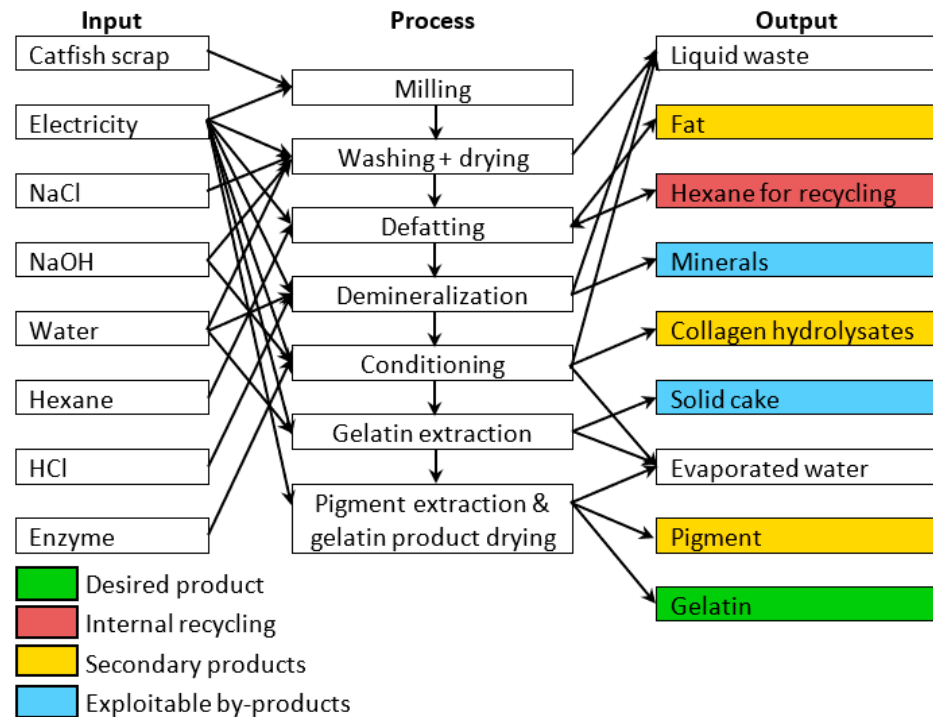 Input
Process
Output
Catfish scrap
Electricity
NaCl
NaOH
Water
Hexane
HCl
Enzyme
Milling
Washing + drying
Defatting
Demineralization
Conditioning
Gelatin extraction
Pigment extraction &
gelatin product drying
Liquid waste
Fat
Hexane for recycling
Minerals
Collagen hydrolysates
Solid cake
Evaporated water
Pigment
Gelatin
Desired product
Internal recycling
Secondary products
Exploitable by-products